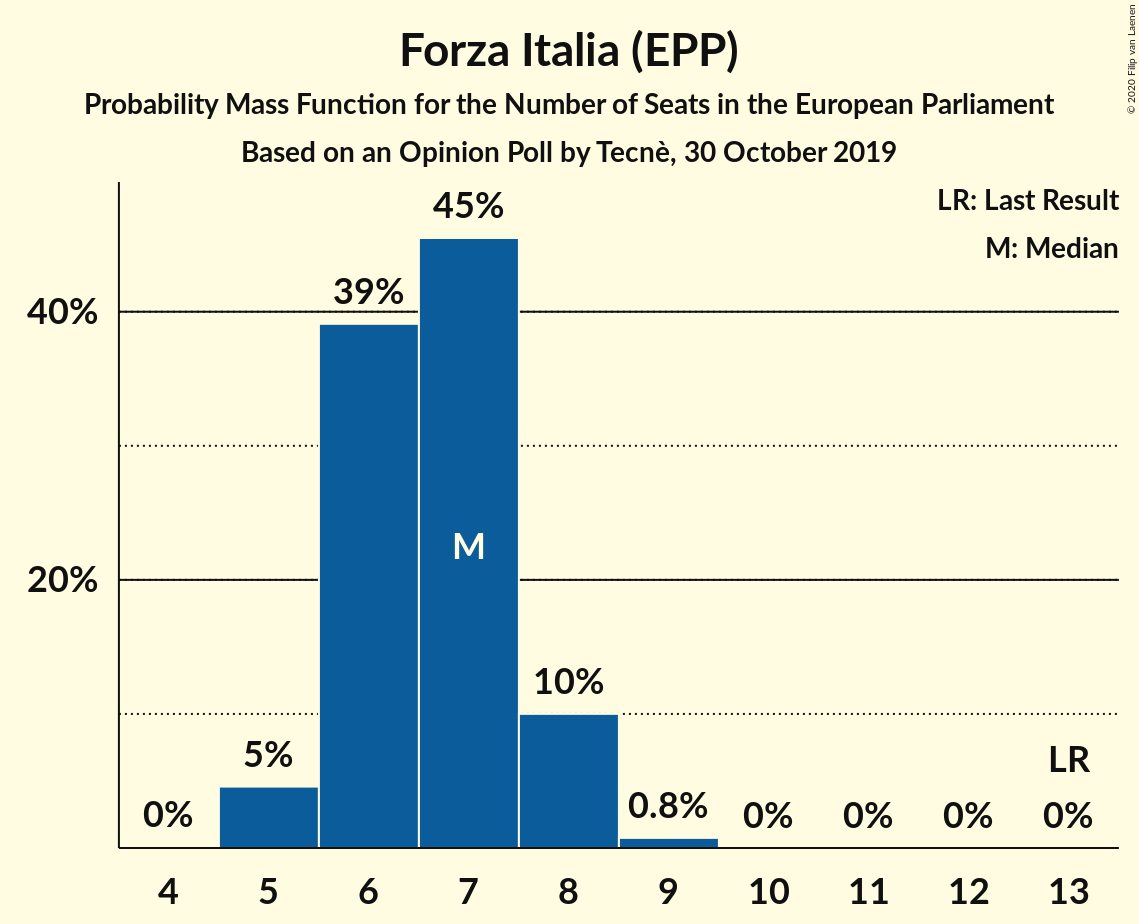 Forza Italia (EPP)
Probability Mass Function for the Number of Seats in the European Parliament
Based on an Opinion Poll by Tecnè, 30 October 2019
© 2020 Filip van Laenen
LR: Last Result
M: Median
45%
39%
40%
M
20%
10%
5%
LR
0%
0.8%
0%
0%
0%
0%
4 5 6 7 8 9 10 11 12 13